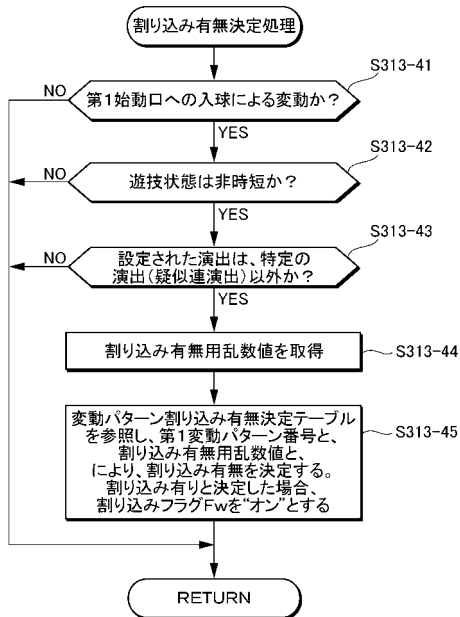 割り込み有無決定処理
S313-41
NO
第1始動口への入球による変動か？
YES
S313-42
NO
遊技状態は非時短か？
YES
S313-43
NO
設定された演出は、特定の
演出(疑似連演出)以外か？
YES
割り込み有無用乱数値を取得
S313-44
変動パターン割り込み有無決定テーブル
を参照し、第1変動パターン番号と、
割り込み有無用乱数値と、
により、割り込み有無を決定する。
割り込み有りと決定した場合、
割り込みフラグFwを“オン”とする
S313-45
RETURN